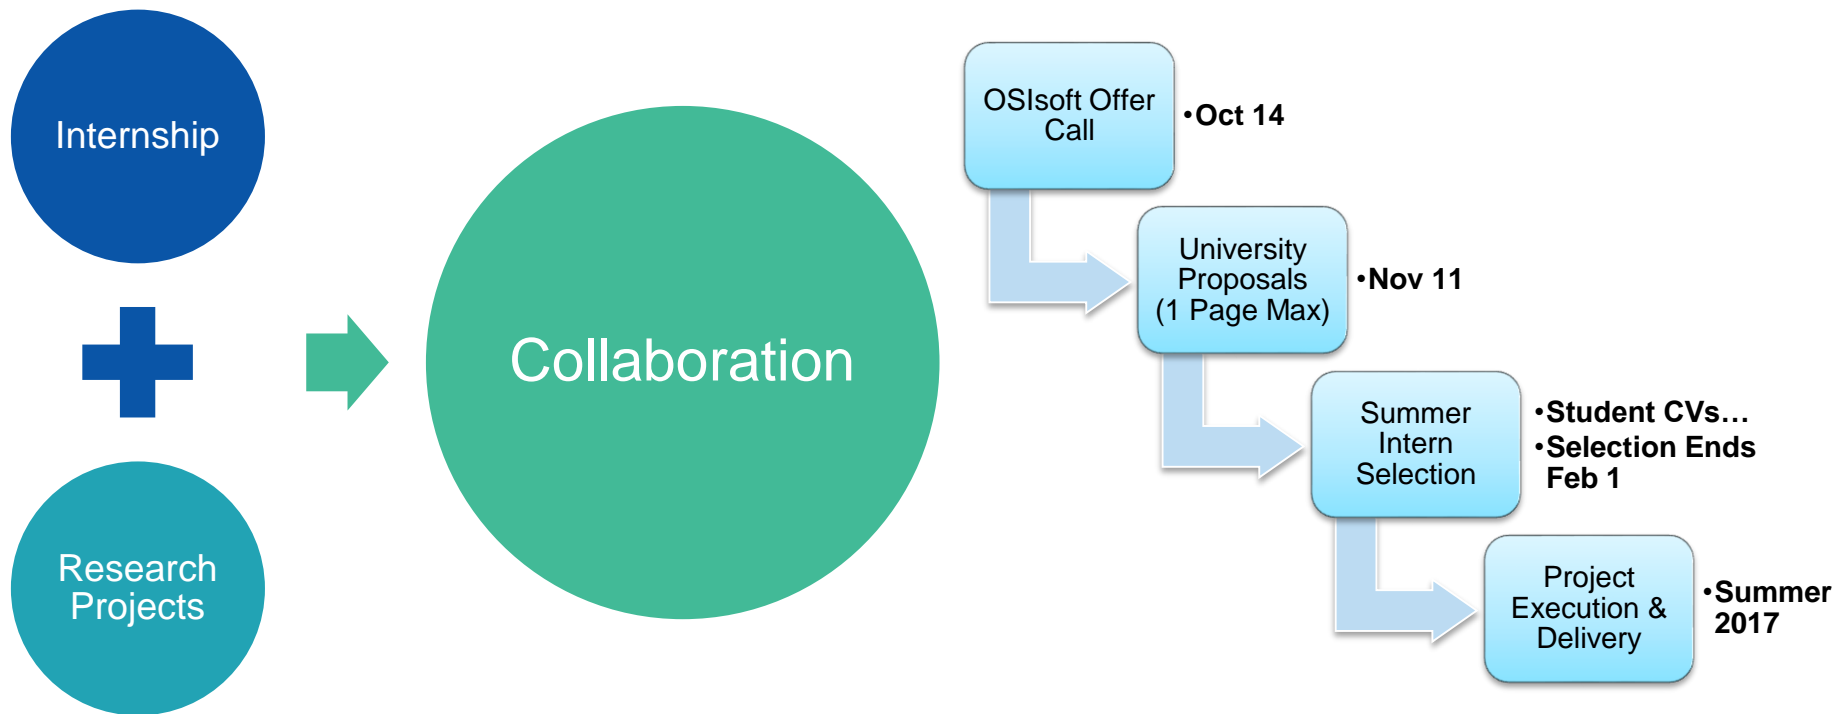 Internship
Research
Projects
Collaboration
OSIsoft Offer
Call
•Oct 14
University
Proposals
(1 Page Max)
•Nov 11
Summer
Intern
Selection
•Student CVs…
•Selection Ends
Feb 1
Project
Execution &
Delivery
•Summer
2017